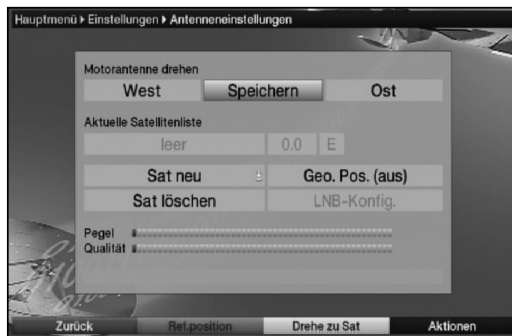 Hauptmenü ▸ Einstellungen ▸ Antenneneinstellungen
Motorantenne drehen
West Speichern Ost
Aktuelle Satellitenliste
leer 0.0 E
Sat neu Geo. Pos. (aus)
Sat löschen LNB-Konfig.
Pegel
Qualität
Zurück Ref.position Drehe zu Sat Aktionen